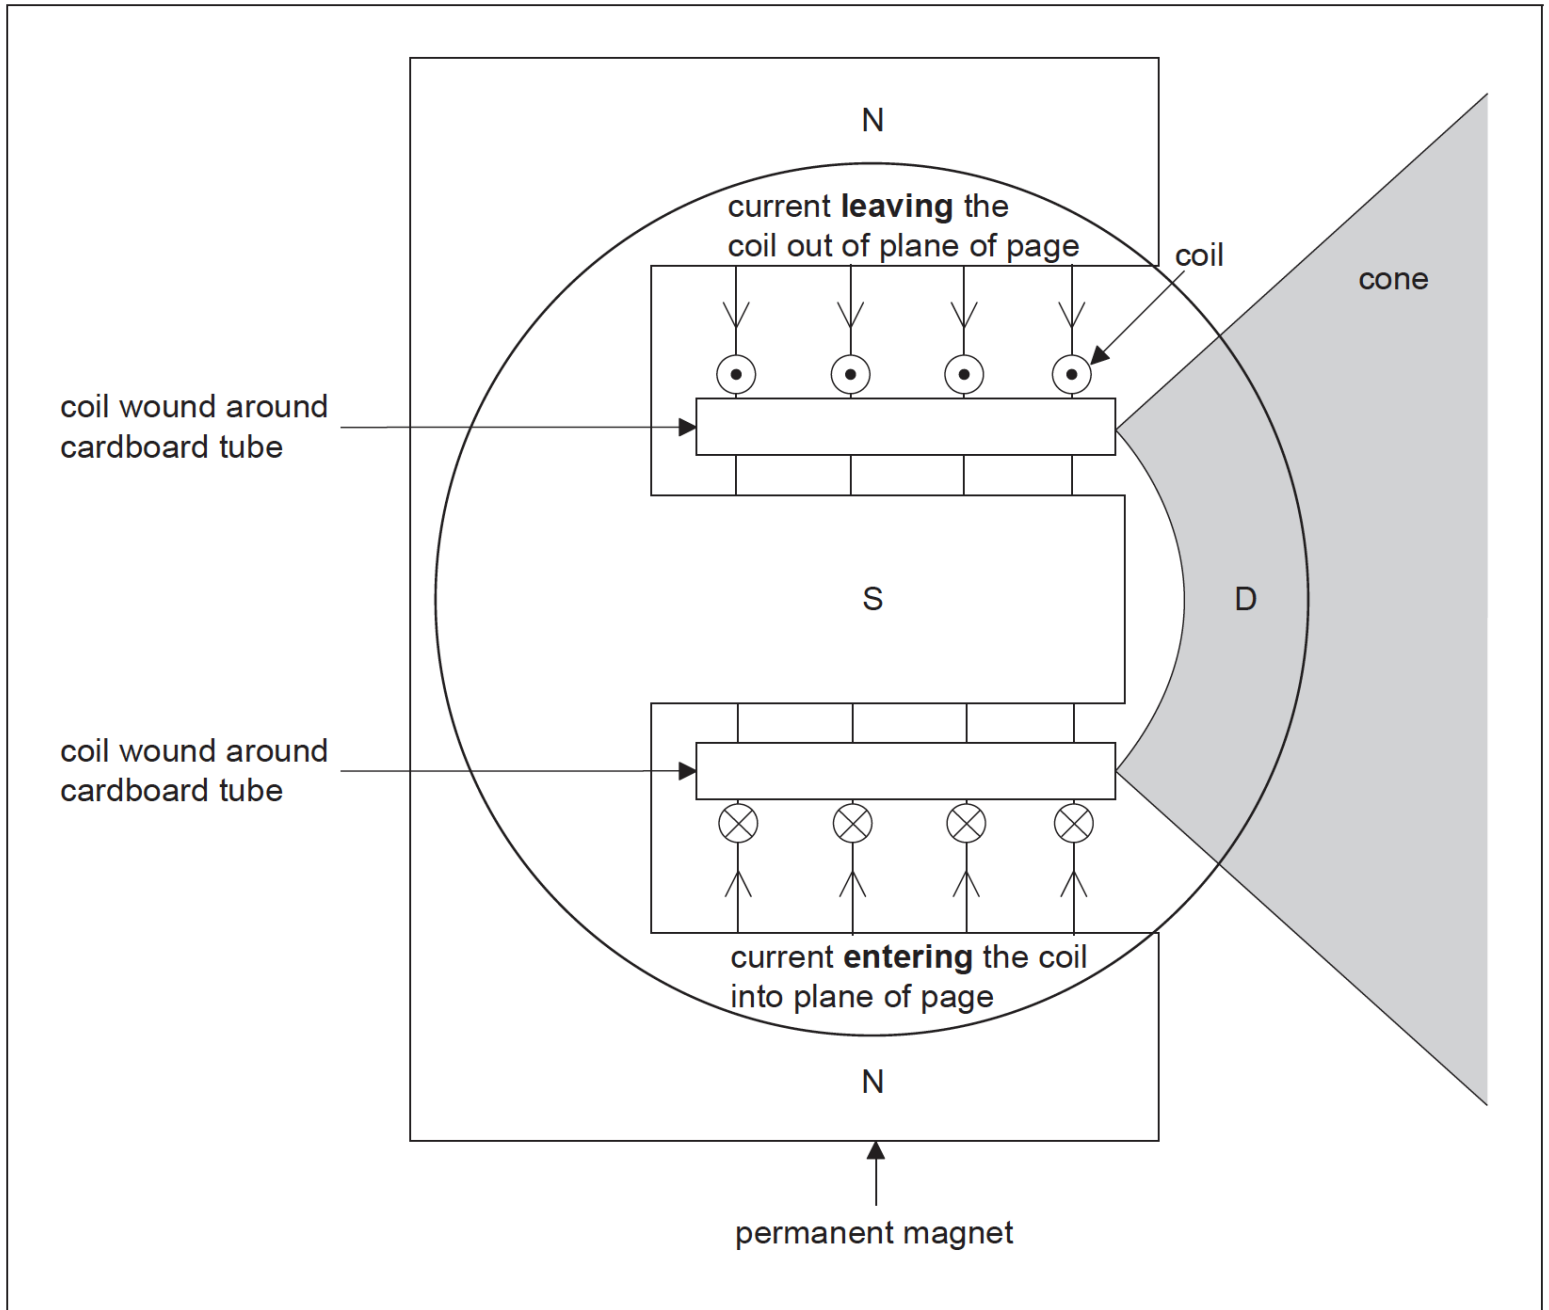 N
current leaving the
coil out of plane of page
coil
cone
coil wound around
cardboard tube
S
D
coil wound around
cardboard tube
current entering the coil
into plane of page
N
permanent magnet